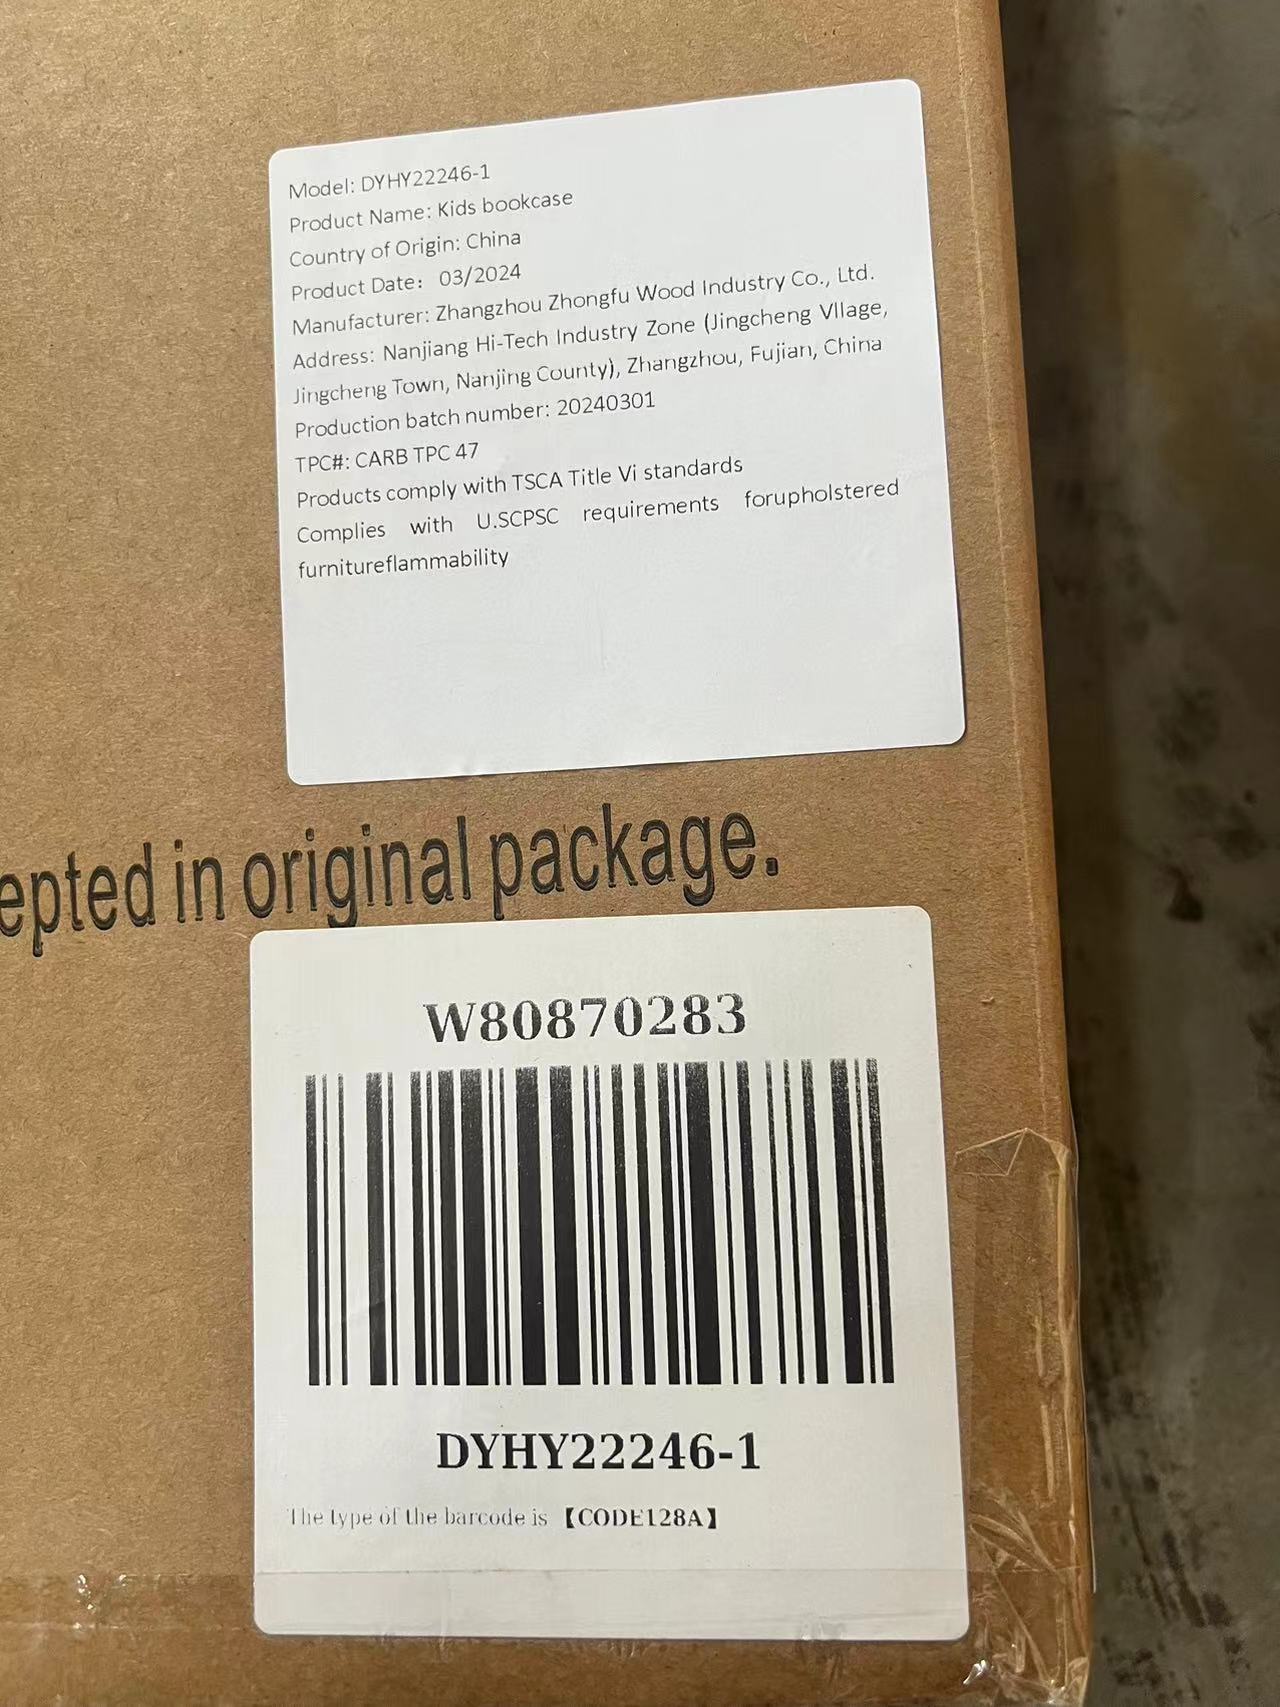 Model: DYHY22246-1
Product Name: Kids bookcase
Country of Origin: China
Product Date: 03/2024
Manufacturer: Zhangzhou Zhongfu Wood Industry Co., Ltd.
Address: Nanjiang Hi-Tech Industry Zone (Jingcheng Vllage,
Jingcheng Town, Nanjing County), Zhangzhou, Fujian, China
Production batch number: 20240301
TPC#: CARB TPC 47
Products comply with TSCA Title Vi standards
Complies with U.SCPSC requirements forupholstered
furnitureflammability
epted in original package.
W80870283
DYHY22246-1
The type of the barcode is 【CODE128A】